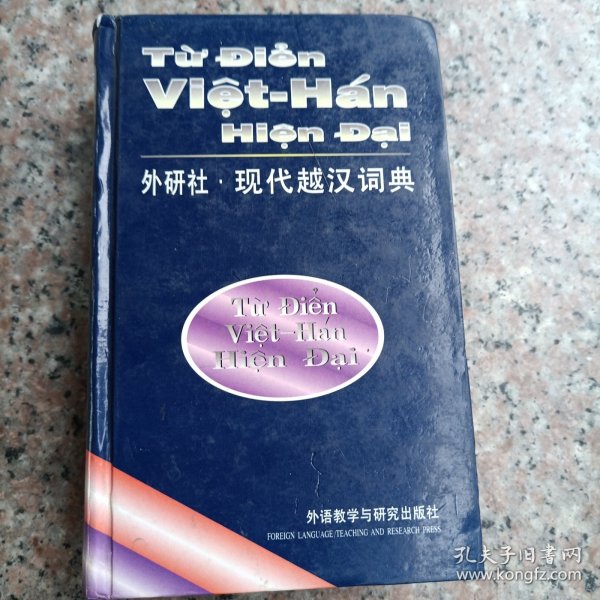 Từ Điển
Việt-Hán
Hiện Đại
外研社·现代越汉词典
Từ Điển
Việt-Hán
Hiện Đại
外语教学与研究出版社
FOREIGN LANGUAGE/TEACHING AND RESEARCH PRESS
孔夫子旧书网
www.kongfz.com